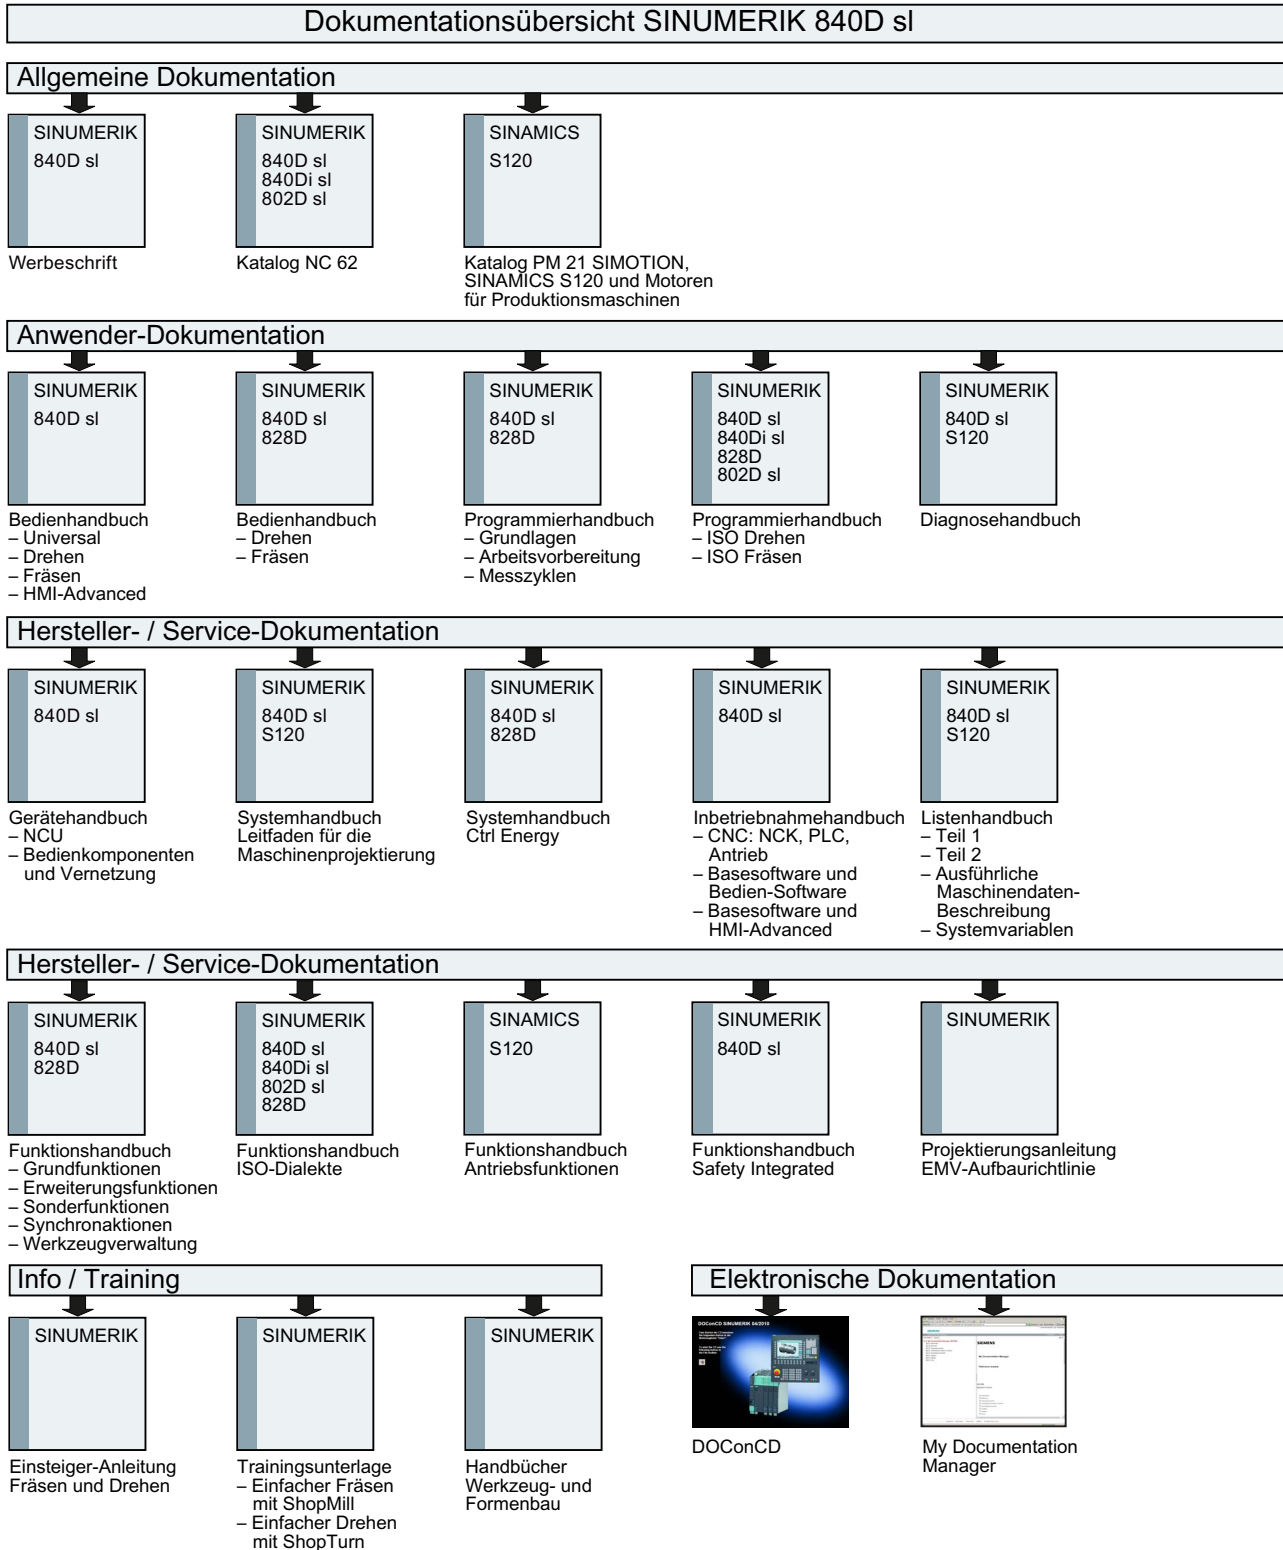 Dokumentationsübersicht SINUMERIK 840D sl
Allgemeine Dokumentation
SINUMERIK
840D sl
Werbeschrift
SINUMERIK
840D sl
840Di sl
802D sl
Katalog NC 62
SINAMICS
S120
Katalog PM 21 SIMOTION,
SINAMICS S120 und Motoren
für Produktionsmaschinen
Anwender-Dokumentation
SINUMERIK
840D sl
Bedienhandbuch
– Universal
– Drehen
– Fräsen
– HMI-Advanced
SINUMERIK
840D sl
828D
Bedienhandbuch
– Drehen
– Fräsen
SINUMERIK
840D sl
828D
Programmierhandbuch
– Grundlagen
– Arbeitsvorbereitung
– Messzyklen
SINUMERIK
840D sl
840Di sl
828D
802D sl
Programmierhandbuch
– ISO Drehen
– ISO Fräsen
SINUMERIK
840D sl
S120
Diagnosehandbuch
Hersteller- / Service-Dokumentation
SINUMERIK
840D sl
Gerätehandbuch
– NCU
– Bedienkomponenten
und Vernetzung
SINUMERIK
840D sl
S120
Systemhandbuch
Leitfaden für die
Maschinenprojektierung
SINUMERIK
840D sl
828D
Systemhandbuch
Ctrl Energy
SINUMERIK
840D sl
Inbetriebnahmehandbuch
– CNC: NCK, PLC,
Antrieb
– Basesoftware und
Bedien-Software
– Basesoftware und
HMI-Advanced
SINUMERIK
840D sl
S120
Listenhandbuch
– Teil 1
– Teil 2
– Ausführliche
Maschinendaten-
Beschreibung
– Systemvariablen
Hersteller- / Service-Dokumentation
SINUMERIK
840D sl
828D
Funktionshandbuch
– Grundfunktionen
– Erweiterungsfunktionen
– Sonderfunktionen
– Synchronaktionen
– Werkzeugverwaltung
SINUMERIK
840D sl
840Di sl
802D sl
828D
Funktionshandbuch
ISO-Dialekte
SINAMICS
S120
Funktionshandbuch
Antriebsfunktionen
SINUMERIK
840D sl
Funktionshandbuch
Safety Integrated
SINUMERIK
Projektierungsanleitung
EMV-Aufbaurichtlinie
Info / Training
SINUMERIK
Einsteiger-Anleitung
Fräsen und Drehen
SINUMERIK
Trainingsunterlage
– Einfacher Fräsen
mit ShopMill
– Einfacher Drehen
mit ShopTurn
SINUMERIK
Handbücher
Werkzeug- und
Formenbau
Elektronische Dokumentation
DOConCD SINUMERIK 04/2010
DOConCD
SIEMENS
My Documentation
Manager